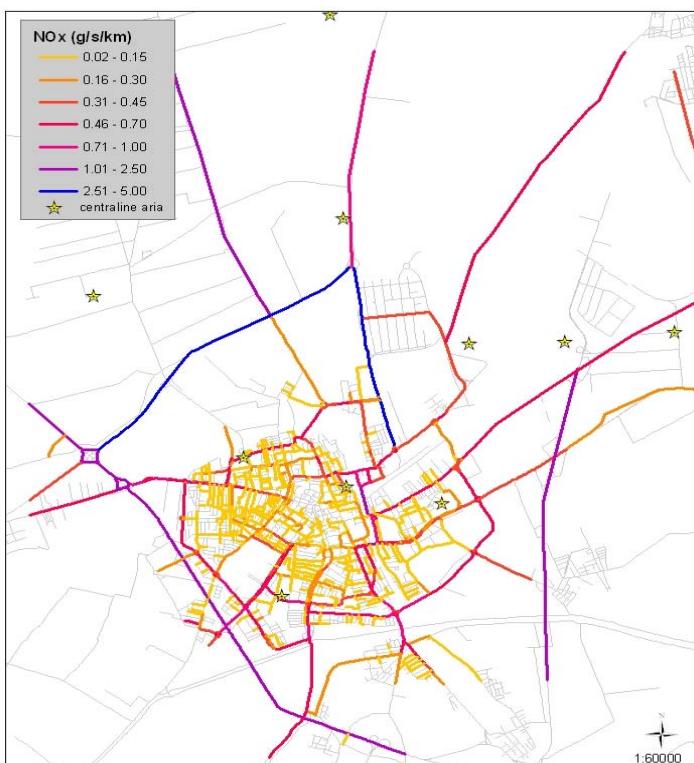 NOx (g/s/km)
0.02 - 0.15
0.16 - 0.30
0.31 - 0.45
0.46 - 0.70
0.71 - 1.00
1.01 - 2.50
2.51 - 5.00
centraline aria
N
1:60000